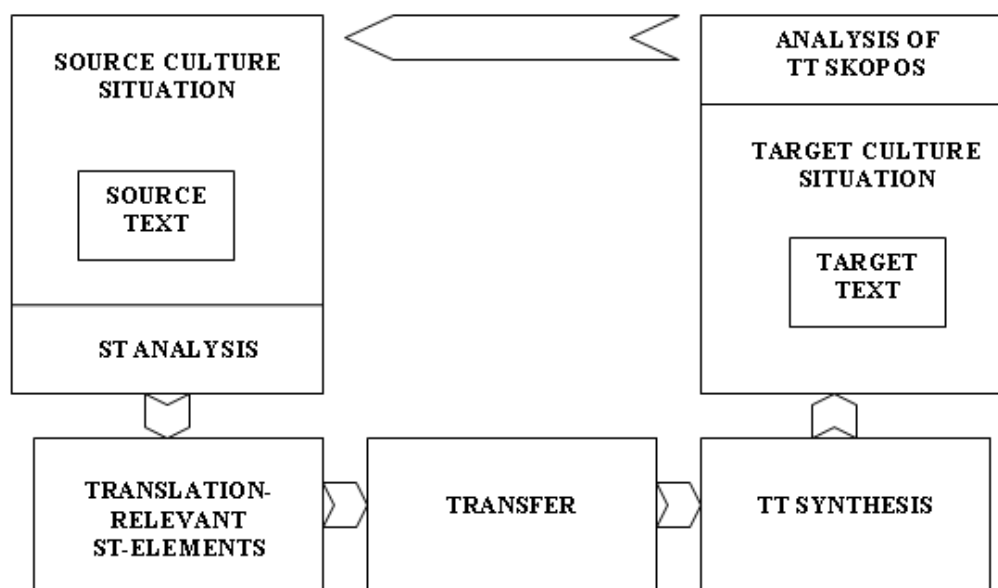 SOURCE CULTURE
SITUATION
SOURCE
TEXT
ST ANALYSIS
ANALYSIS OF
TT SKOPOS
TARGET CULTURE
SITUATION
TARGET
TEXT
TRANSLATION-
RELEVANT
ST-ELEMENTS
TRANSFER
TT SYNTHESIS